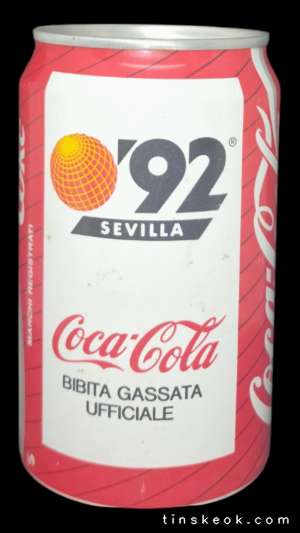 '92®
SEVILLA
MARCHI REGISTRATI
Coca-Cola
BIBITA GASSATA
UFFICIALE
Coca-Cola
tinskeok.com